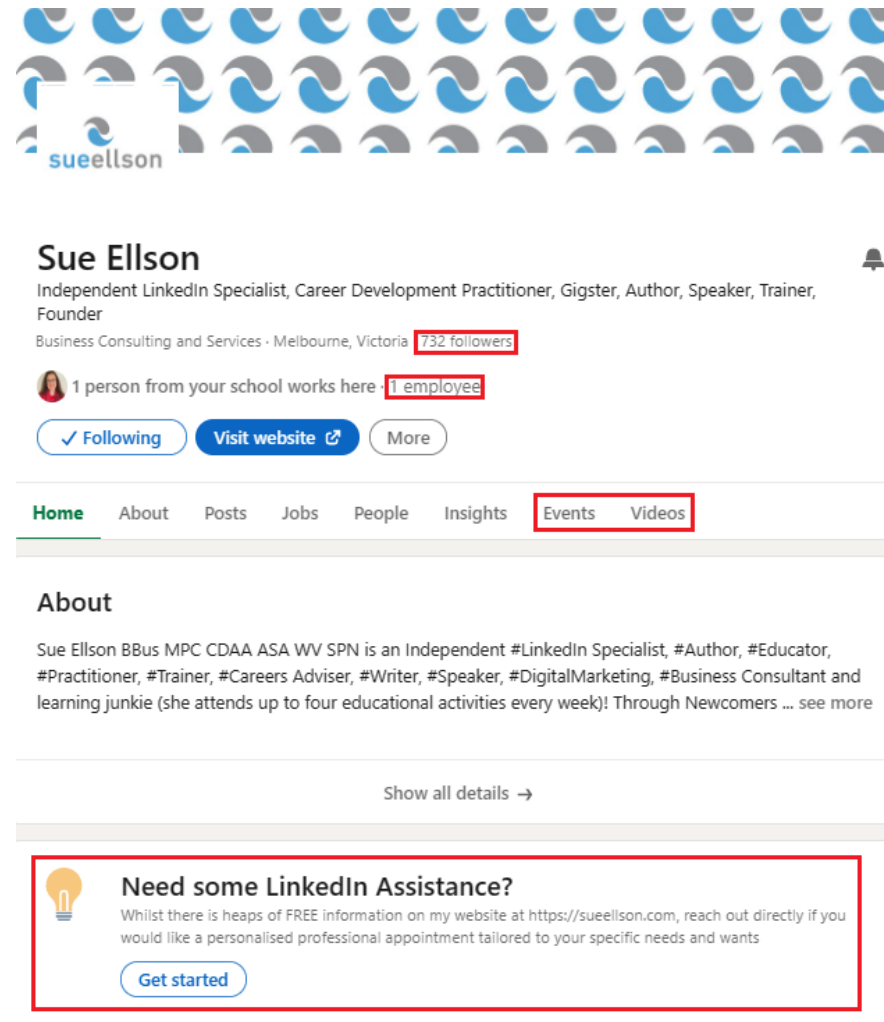 sueellson
Sue Ellson
Independent LinkedIn Specialist, Career Development Practitioner, Gigster, Author, Speaker, Trainer,
Founder
Business Consulting and Services · Melbourne, Victoria 732 followers
1 person from your school works here · 1 employee
✓ Following Visit website More
Home About Posts Jobs People Insights Events Videos
About
Sue Ellson BBus MPC CDAA ASA WV SPN is an Independent #LinkedIn Specialist, #Author, #Educator,
#Practitioner, #Trainer, #Careers Adviser, #Writer, #Speaker, #DigitalMarketing, #Business Consultant and
learning junkie (she attends up to four educational activities every week)! Through Newcomers ... see more
Show all details →
Need some LinkedIn Assistance?
Whilst there is heaps of FREE information on my website at https://sueellson.com, reach out directly if you
would like a personalised professional appointment tailored to your specific needs and wants
Get started